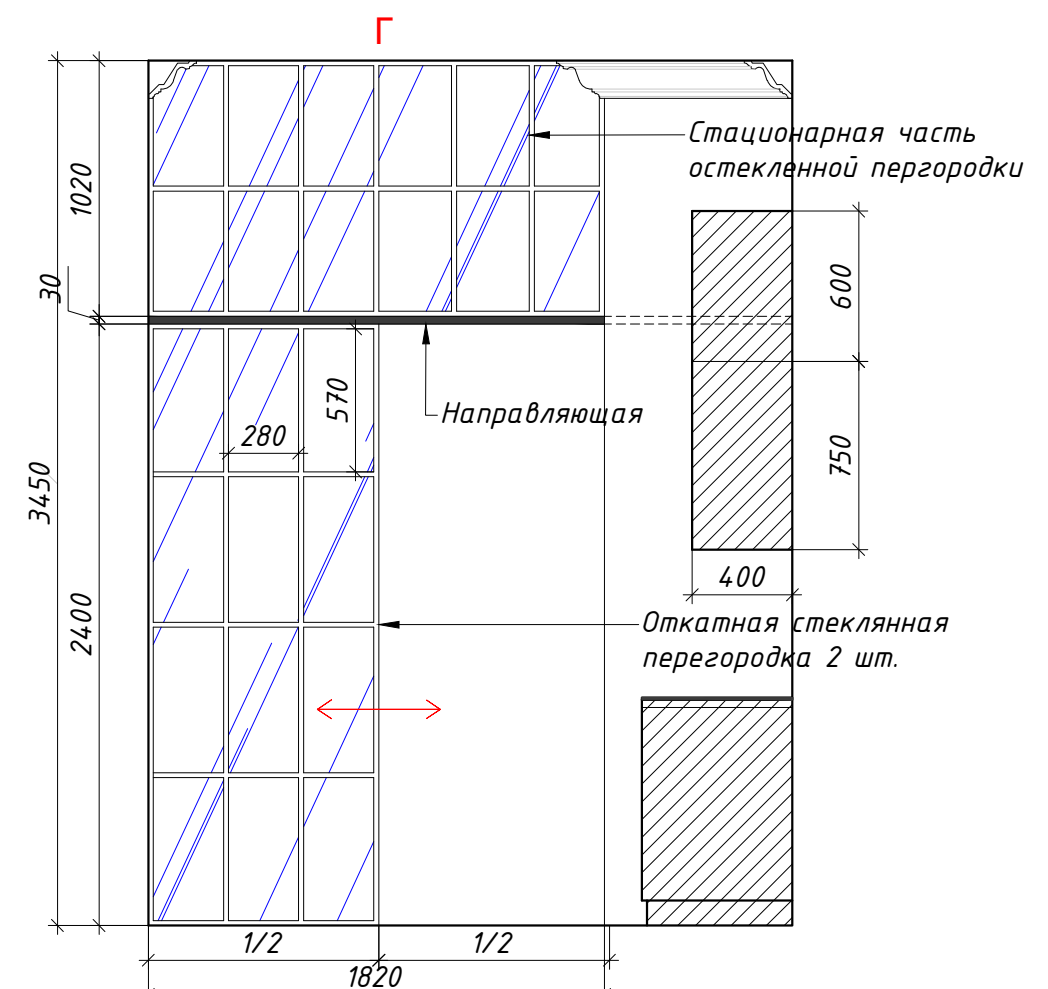 Г
Стационарная часть
остекленной пергородки
1020
600
30
570
Направляющая
280
750
3450
400
2400
Откатная стеклянная
перегородка 2 шт.
1/2
1/2
1820